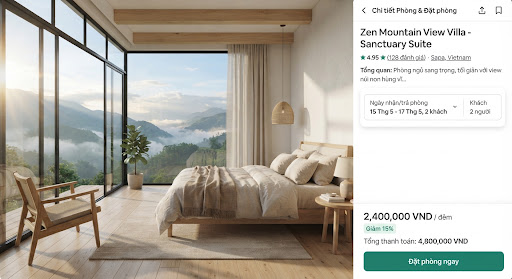 Chi tiết Phòng & Đặt phòng
Zen Mountain View Villa -
Sanctuary Suite
★ 4.95 ★ (128 đánh giá) · Sapa, Vietnam
Tổng quan: Phòng ngủ sang trọng, tối giản với view
núi non hùng vĩ...
Ngày nhận/trả phòng
15 Thg 5 - 17 Thg 5, 2 khách
Khách
2 người
2,400,000 VND / đêm
Giảm 15%
Tổng thanh toán: 4,800,000 VND
Đặt phòng ngay